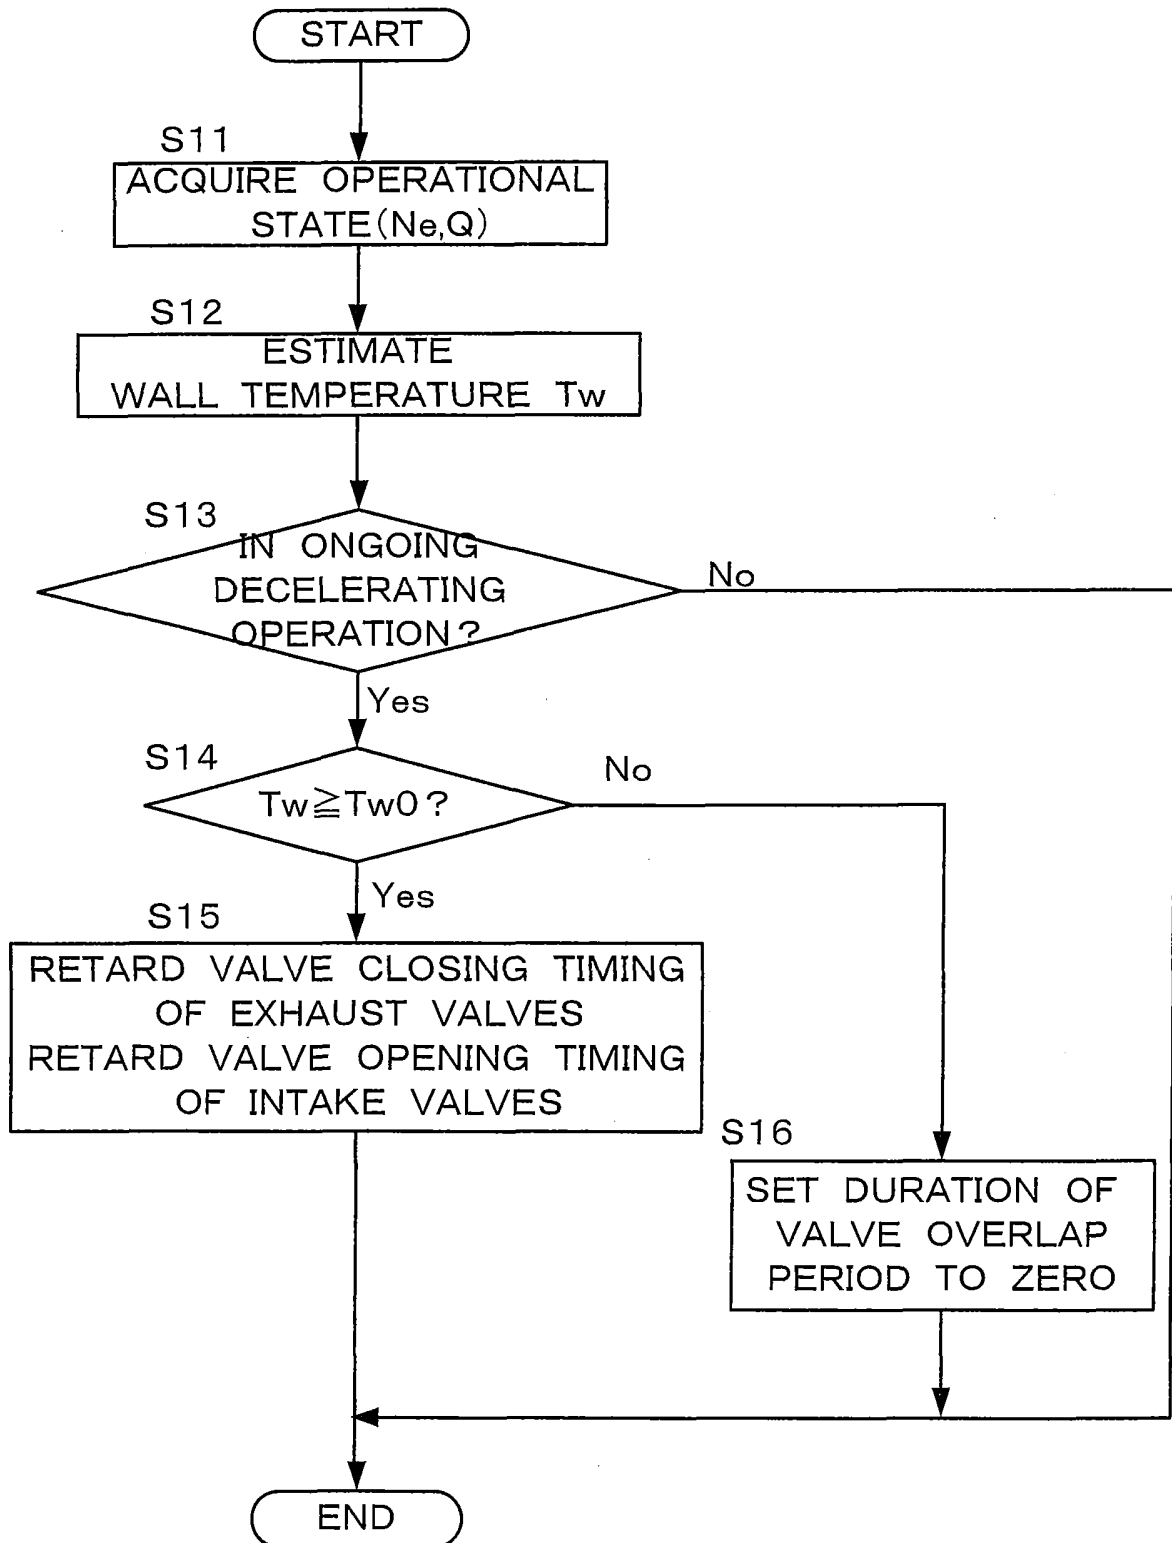 START
S11
ACQUIRE OPERATIONAL
STATE(Ne,Q)
S12
ESTIMATE
WALL TEMPERATURE Tw
S13
IN ONGOING
DECELERATING
OPERATION?
No
Yes
S14
Tw≧Tw0?
No
Yes
S15
RETARD VALVE CLOSING TIMING
OF EXHAUST VALVES
RETARD VALVE OPENING TIMING
OF INTAKE VALVES
S16
SET DURATION OF
VALVE OVERLAP
PERIOD TO ZERO
END